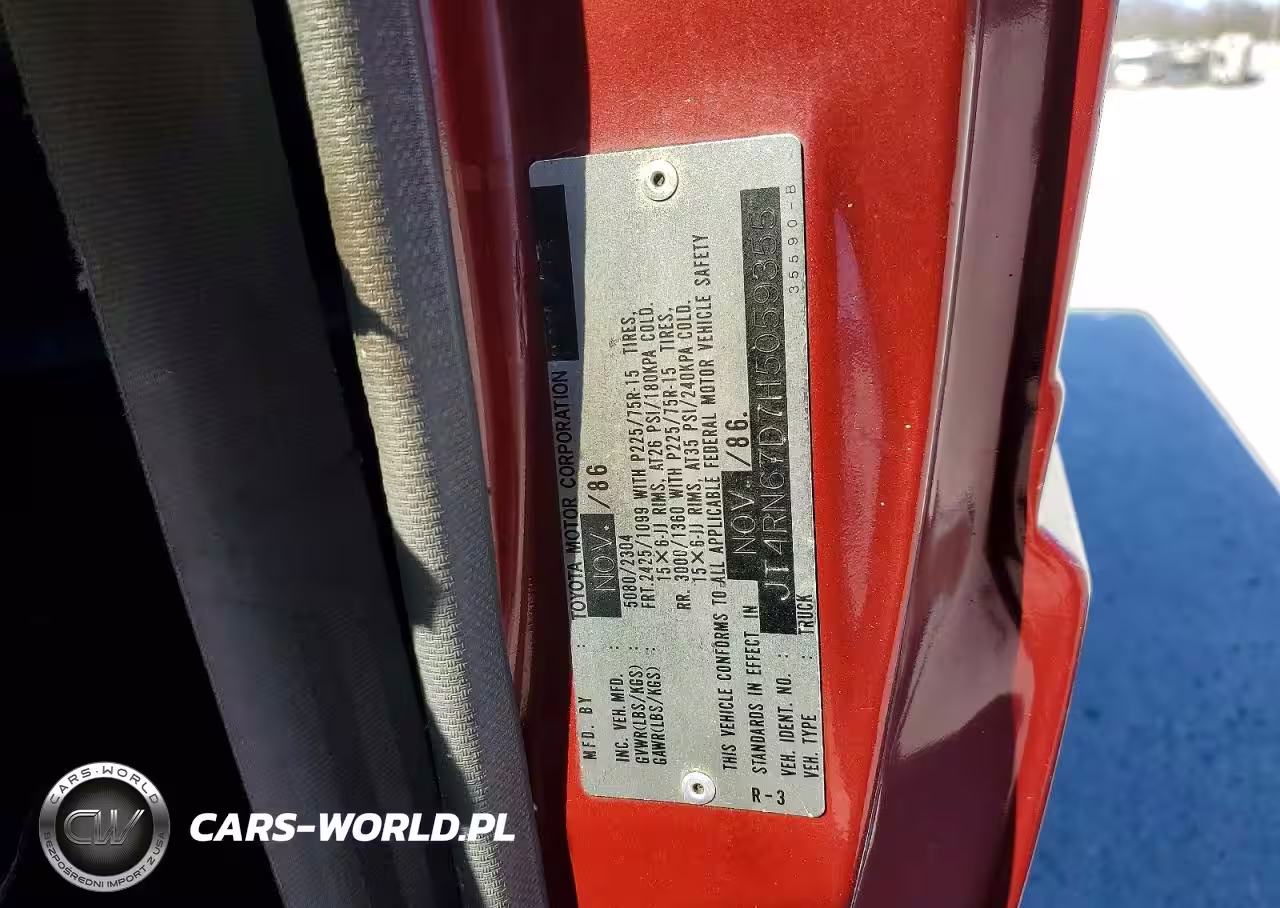 MFD. BY : TOYOTA MOTOR CORPORATION
NOV. /86
INC. VEH. MFD. :
GVWR(LBS/KGS) : 5080/2304
GAWR(LBS/KGS) : FRT.2425/1099 WITH P225/75R-15 TIRES,
15×6-JJ RIMS, AT26 PSI/180KPA COLD.
RR. 3000/1360 WITH P225/75R-15 TIRES,
15×6-JJ RIMS, AT35 PSI/240KPA COLD.
THIS VEHICLE CONFORMS TO ALL APPLICABLE FEDERAL MOTOR VEHICLE SAFETY
STANDARDS IN EFFECT IN NOV. /86.
VEH. IDENT. NO. : JT4RN67D7H5059355
VEH. TYPE : TRUCK
R-3
35590-B
CARS-WORLD
CW
BEZPOŚREDNI IMPORT Z USA
CARS-WORLD.PL